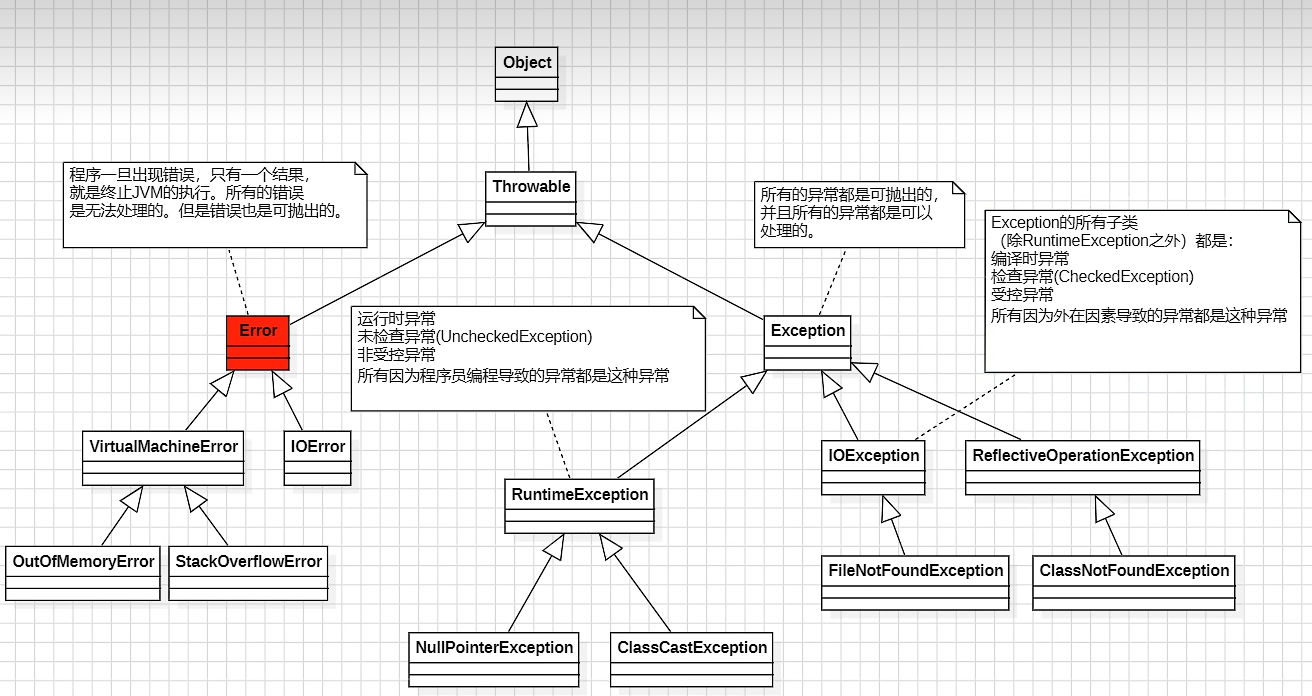 Object
程序一旦出现错误，只有一个结果，
就是终止JVM的执行。所有的错误
是无法处理的。但是错误也是可抛出的。
Throwable
所有的异常都是可抛出的，
并且所有的异常都是可以
处理的。
Exception的所有子类
（除RuntimeException之外）都是：
编译时异常
检查异常(CheckedException)
受控异常
所有因为外在因素导致的异常都是这种异常
Error
运行时异常
未检查异常(UncheckedException)
非受控异常
所有因为程序员编程导致的异常都是这种异常
Exception
VirtualMachineError
IOError
IOException
ReflectiveOperationException
RuntimeException
OutOfMemoryError
StackOverflowError
FileNotFoundException
ClassNotFoundException
NullPointerException
ClassCastException